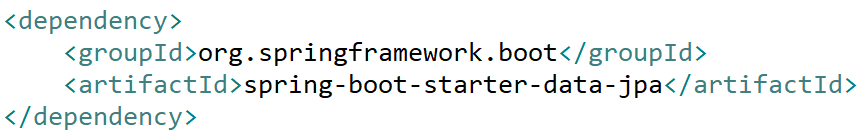 <dependency>
    <groupId>org.springframework.boot</groupId>
    <artifactId>spring-boot-starter-data-jpa</artifactId>
</dependency>